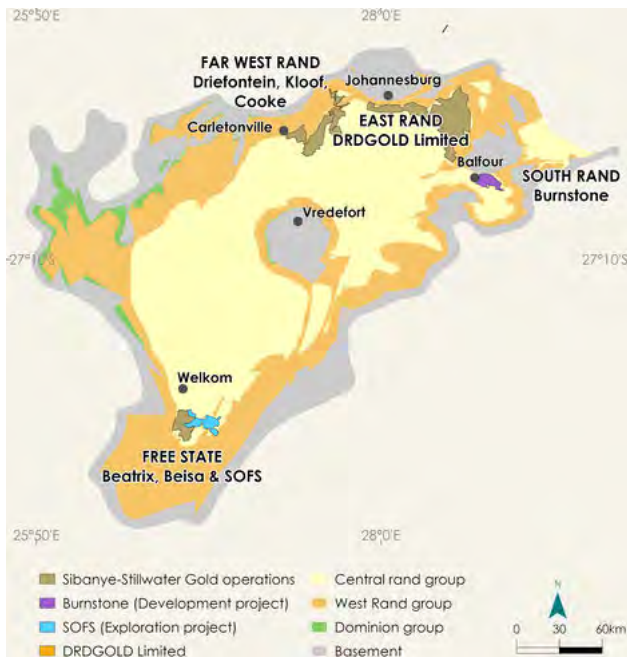 25°50'E
28°0'E
FAR WEST RAND
Driefontein, Kloof,
Cooke
Johannesburg
Carletonville
EAST RAND
DRDGOLD Limited
Balfour
SOUTH RAND
Burnstone
Vredefort
27°10'S
27°10'S
Welkom
FREE STATE
Beatrix, Beisa & SOFS
25°50'E
28°0'E
Sibanye-Stillwater Gold operations
Burnstone (Development project)
SOFS (Exploration project)
DRDGOLD Limited
Central rand group
West Rand group
Dominion group
Basement
N
0 30 60km